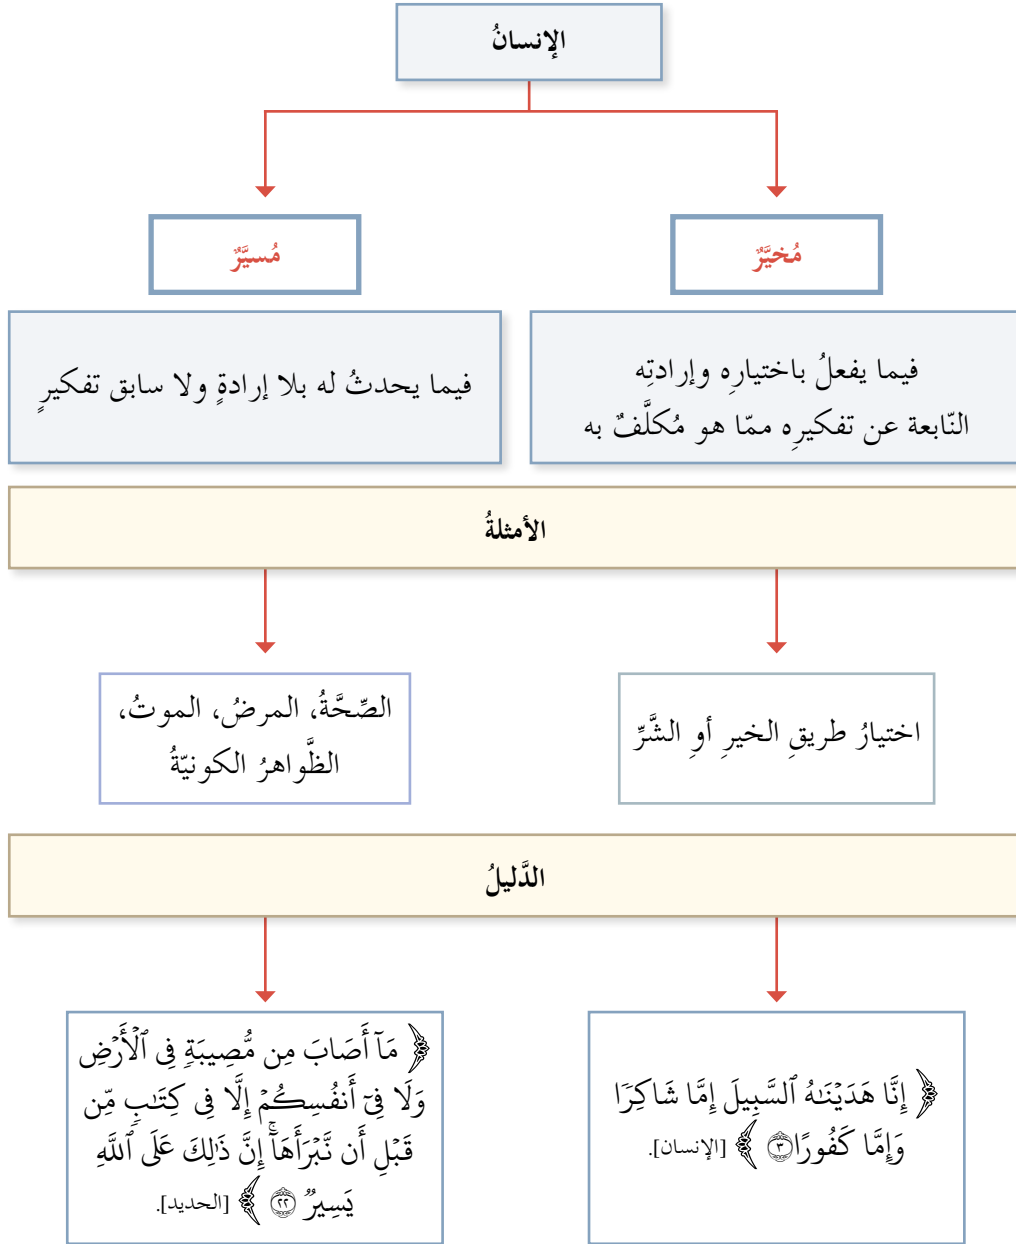 الإنسانُ
مُخيَّرٌ
مُسيَّرٌ
فيما يفعلُ باختيارِه وإرادتِه
النّابعة عن تفكيرِه ممّا هو مُكلَّفٌ به
فيما يحدثُ له بلا إرادةٍ ولا سابق تفكيرٍ
الأمثلةُ
اختيارُ طريقِ الخيرِ أوِ الشَّرِّ
الصِّحَّةُ، المرضُ، الموتُ،
الظَّواهرُ الكونيّةُ
الدَّليلُ
﴿ إِنَّا هَدَيْنَٰهُ ٱلسَّبِيلَ إِمَّا شَاكِرًا
وَإِمَّا كَفُورًا ٣ ﴾ [الإنسان].
﴿ مَآ أَصَابَ مِن مُّصِيبَةٍ فِى ٱلْأَرْضِ
وَلَا فِىٓ أَنفُسِكُمْ إِلَّا فِى كِتَٰبٍ مِّن
قَبْلِ أَن نَّبْرَأَهَآ ۚ إِنَّ ذَٰلِكَ عَلَى ٱللَّهِ
يَسِيرٌ ٢٢ ﴾ [الحديد].